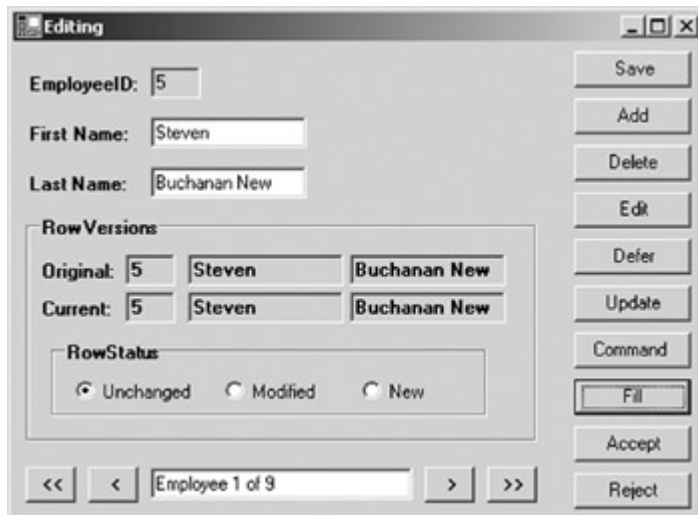 Editing
EmployeeID: 5
First Name: Steven
Last Name: Buchanan New
RowVersions
Original: 5 Steven Buchanan New
Current: 5 Steven Buchanan New
RowStatus
Unchanged Modified New
<< < Employee 1 of 9 > >>
Save
Add
Delete
Edit
Defer
Update
Command
Fill
Accept
Reject